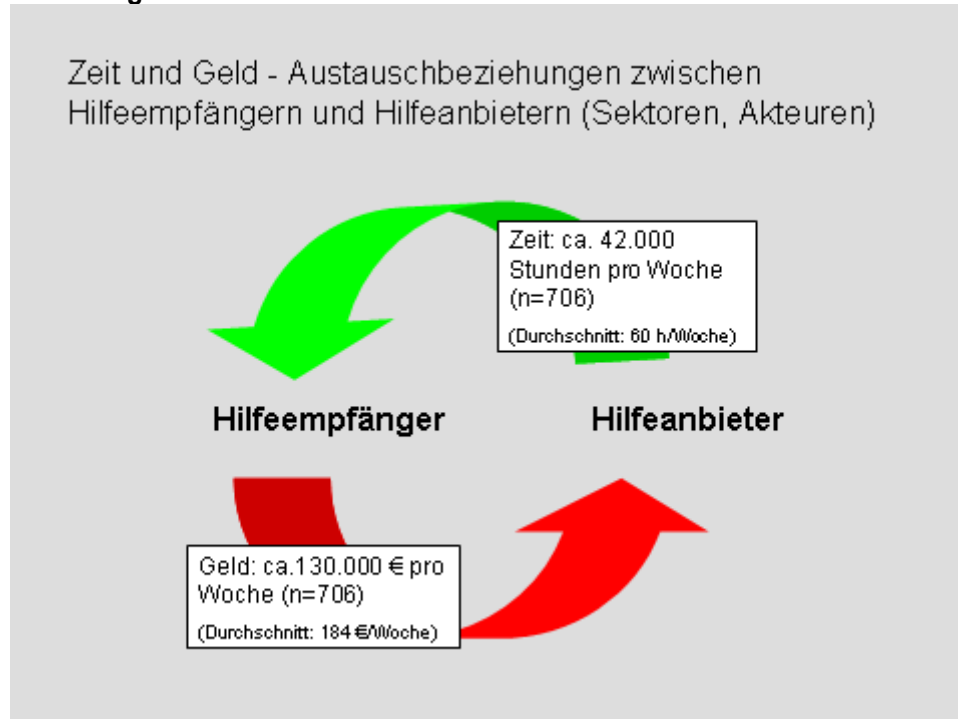 Zeit und Geld - Austauschbeziehungen zwischen
Hilfeempfängern und Hilfeanbietern (Sektoren, Akteuren)
Zeit: ca. 42.000
Stunden pro Woche
(n=706)
(Durchschnitt: 60 h/Woche)
Hilfeempfänger
Hilfeanbieter
Geld: ca.130.000 € pro
Woche (n=706)
(Durchschnitt: 184 €/Woche)